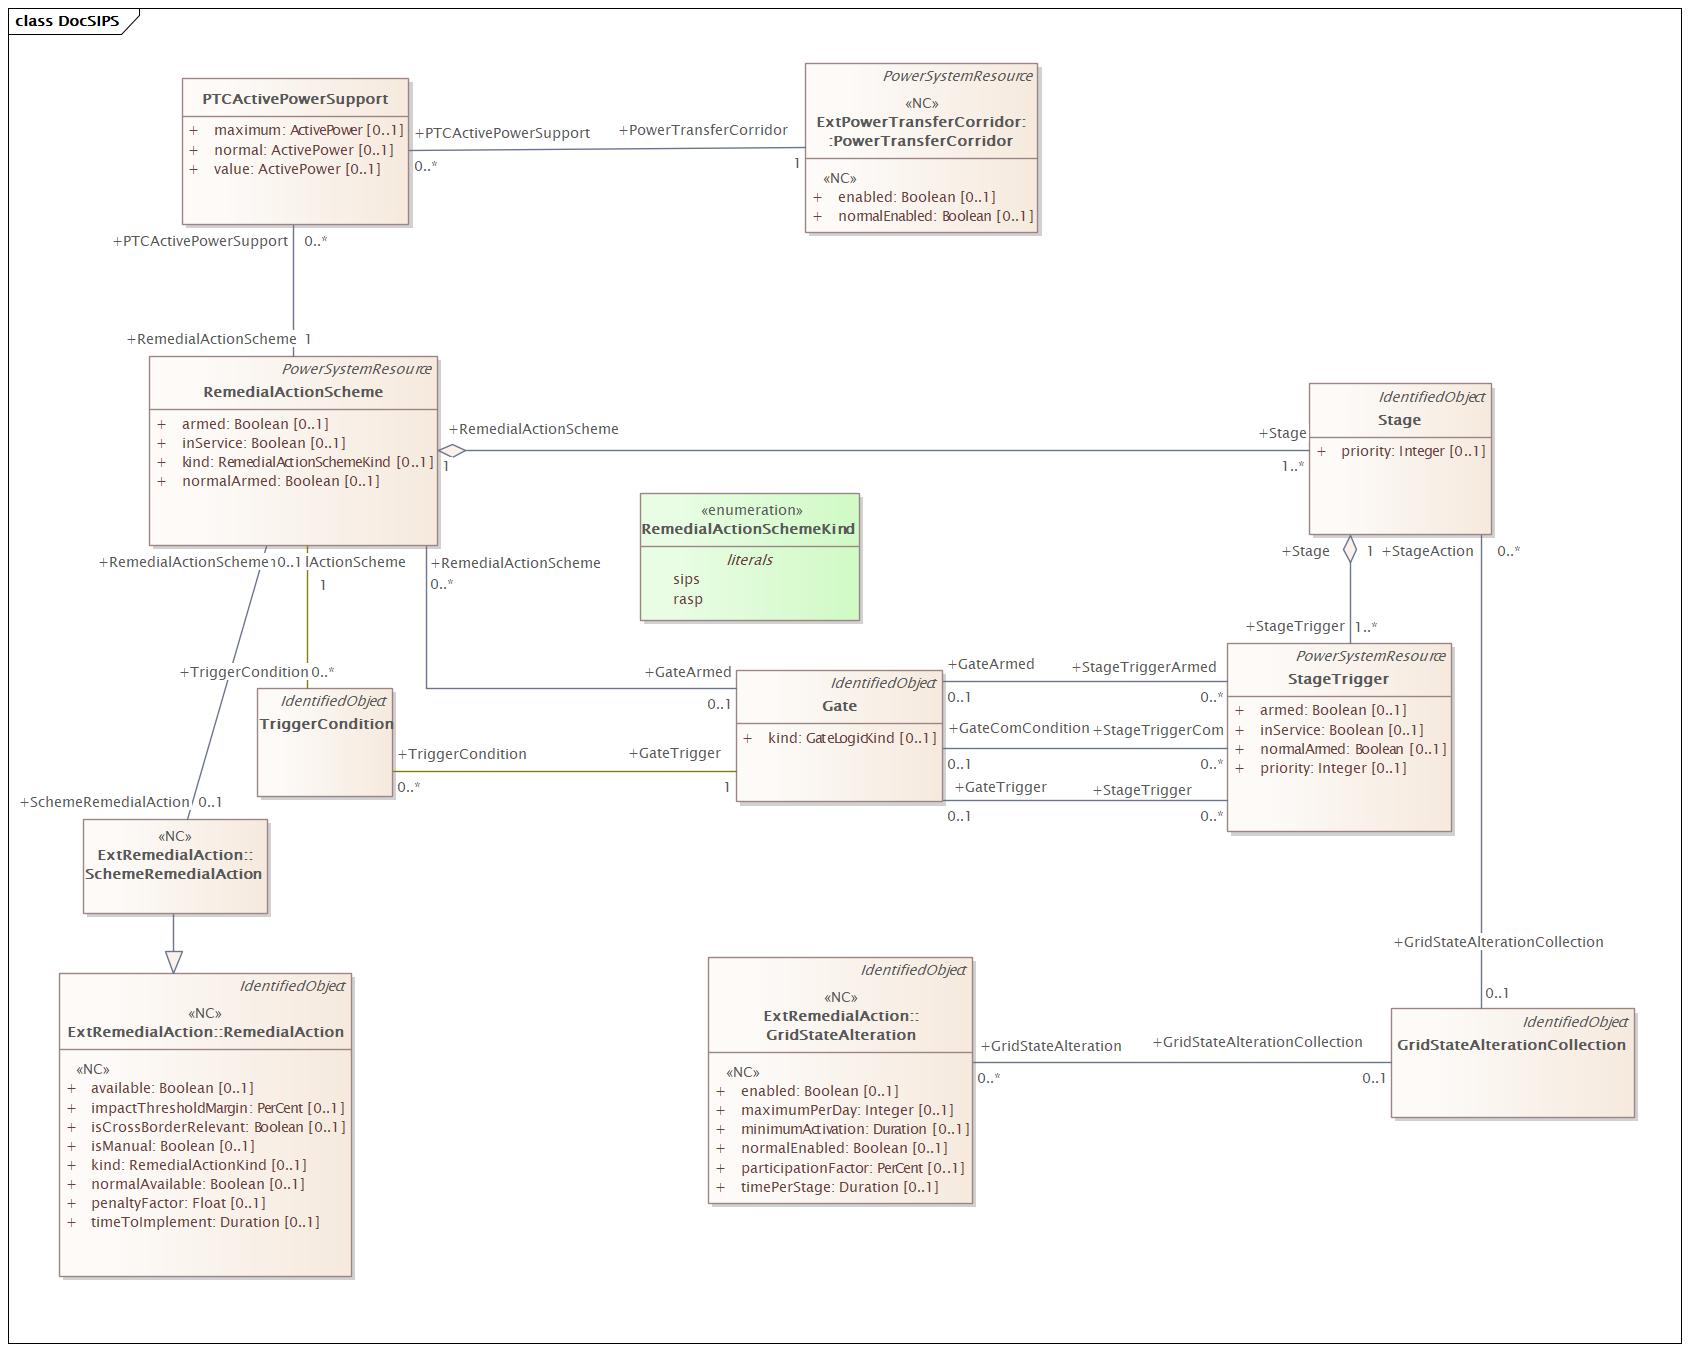 class DocSIPS
PTCActivePowerSupport
+ maximum: ActivePower [0..1]
+ normal: ActivePower [0..1]
+ value: ActivePower [0..1]
+PTCActivePowerSupport
0..*
+PowerTransferCorridor
1
PowerSystemResource
«NC»
ExtPowerTransferCorridor:
:PowerTransferCorridor
«NC»
+ enabled: Boolean [0..1]
+ normalEnabled: Boolean [0..1]
+PTCActivePowerSupport 0..*
+RemedialActionScheme 1
PowerSystemResource
RemedialActionScheme
+ armed: Boolean [0..1]
+ inService: Boolean [0..1]
+ kind: RemedialActionSchemeKind [0..1]
+ normalArmed: Boolean [0..1]
+RemedialActionScheme
1
+Stage
1..*
IdentifiedObject
Stage
+ priority: Integer [0..1]
«enumeration»
RemedialActionSchemeKind
literals
sips
rasp
+RemedialActionScheme 0..1 lActionScheme
1
+RemedialActionScheme
0..*
+Stage 1
+StageAction 0..*
+StageTrigger 1..*
+TriggerCondition 0..*
IdentifiedObject
TriggerCondition
+GateArmed
0..1
IdentifiedObject
Gate
+ kind: GateLogicKind [0..1]
+GateArmed
0..1
+StageTriggerArmed
0..*
+GateComCondition
0..1
+StageTriggerCom
0..*
+GateTrigger
0..1
+StageTrigger
0..*
PowerSystemResource
StageTrigger
+ armed: Boolean [0..1]
+ inService: Boolean [0..1]
+ normalArmed: Boolean [0..1]
+ priority: Integer [0..1]
+TriggerCondition
0..*
+GateTrigger
1
+SchemeRemedialAction 0..1
«NC»
ExtRemedialAction::
SchemeRemedialAction
IdentifiedObject
«NC»
ExtRemedialAction::RemedialAction
«NC»
+ available: Boolean [0..1]
+ impactThresholdMargin: PerCent [0..1]
+ isCrossBorderRelevant: Boolean [0..1]
+ isManual: Boolean [0..1]
+ kind: RemedialActionKind [0..1]
+ normalAvailable: Boolean [0..1]
+ penaltyFactor: Float [0..1]
+ timeToImplement: Duration [0..1]
IdentifiedObject
«NC»
ExtRemedialAction::
GridStateAlteration
«NC»
+ enabled: Boolean [0..1]
+ maximumPerDay: Integer [0..1]
+ minimumActivation: Duration [0..1]
+ normalEnabled: Boolean [0..1]
+ participationFactor: PerCent [0..1]
+ timePerStage: Duration [0..1]
+GridStateAlteration
0..*
+GridStateAlterationCollection
0..1
+GridStateAlterationCollection
0..1
IdentifiedObject
GridStateAlterationCollection